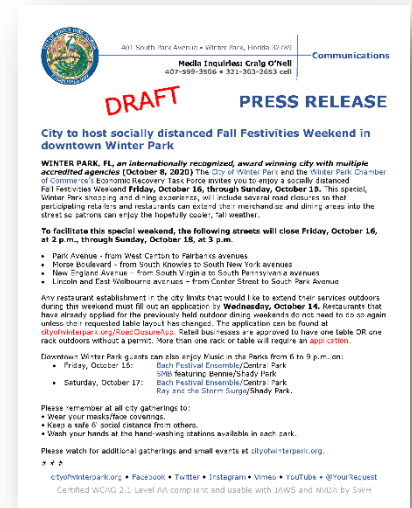 401 South Park Avenue • Winter Park, Florida 32789
Communications
Media Inquiries: Craig O'Neil
407-599-3506 • 321-303-2653 cell
DRAFT
PRESS RELEASE
City to host socially distanced Fall Festivities Weekend in
downtown Winter Park
WINTER PARK, FL, an internationally recognized, award winning city with multiple
accredited agencies (October 8, 2020) The City of Winter Park and the Winter Park Chamber
of Commerce's Economic Recovery Task Force invites you to enjoy a socially distanced
Fall Festivities Weekend Friday, October 16, through Sunday, October 18. This special,
Winter Park shopping and dining experience, will include several road closures so that
participating retailers and restaurants can extend their merchandise and dining areas into the
street so patrons can enjoy the hopefully cooler, fall weather.
To facilitate this special weekend, the following streets will close Friday, October 16,
at 2 p.m., through Sunday, October 18, at 3 p.m.
• Park Avenue - from West Canton to Fairbanks avenues
• Morse Boulevard - from South Knowles to South New York avenues
• New England Avenue – from South Virginia to South Pennsylvania avenues
• Lincoln and East Welbourne avenues – from Center Street to South Park Avenue
Any restaurant establishment in the city limits that would like to extend their services outdoors
during this weekend must fill out an application by Wednesday, October 14. Restaurants that
have already applied for the previously held outdoor dining weekends do not need to do so again
unless their requested table layout has changed. The application can be found at
cityofwinterpark.org/RoadClosureApp. Retail businesses are approved to have one table OR one
rack outdoors without a permit. More than one rack or table will require an application.
Downtown Winter Park guests can also enjoy Music in the Parks from 6 to 9 p.m. on:
• Friday, October 16: Bach Festival Ensemble/Central Park
SMB featuring Bennie/Shady Park
• Saturday, October 17: Bach Festival Ensemble/Central Park
Ray and the Storm Surge/Shady Park.
Please remember at all city gatherings to:
• Wear your masks/face coverings.
• Keep a safe 6' social distance from others.
• Wash your hands at the hand-washing stations available in each park.
Please watch for additional gatherings and small events at cityofwinterpark.org.
# # #
cityofwinterpark.org • Facebook • Twitter • Instagram • Vimeo • YouTube • @YourRequest
Certified WCAG 2.1 Level AA compliant and usable with JAWS and NVDA by SWH